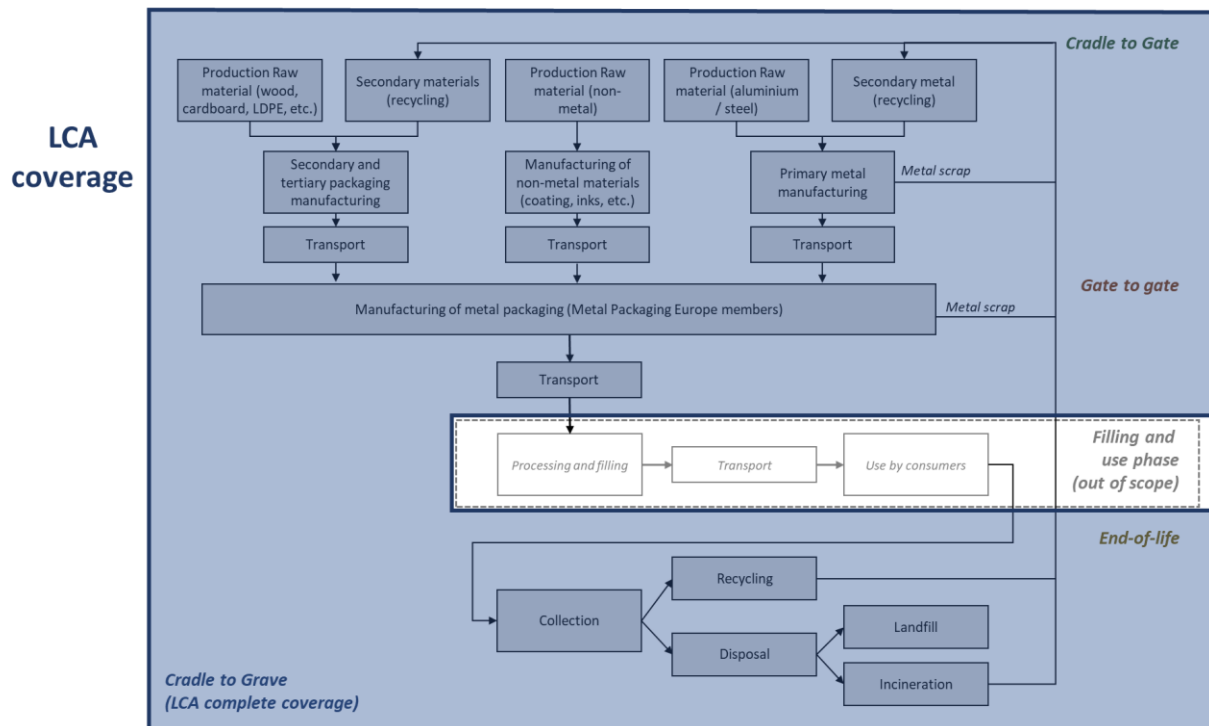 LCA
coverage
Cradle to Gate
Production Raw
material (wood,
cardboard, LDPE, etc.)
Secondary materials
(recycling)
Production Raw
material (non-
metal)
Production Raw
material (aluminium
/ steel)
Secondary metal
(recycling)
Secondary and
tertiary packaging
manufacturing
Manufacturing of
non-metal materials
(coating, inks, etc.)
Primary metal
manufacturing
Metal scrap
Transport
Transport
Transport
Gate to gate
Manufacturing of metal packaging (Metal Packaging Europe members)
Metal scrap
Transport
Processing and filling
Transport
Use by consumers
Filling and
use phase
(out of scope)
End-of-life
Recycling
Collection
Landfill
Disposal
Incineration
Cradle to Grave
(LCA complete coverage)